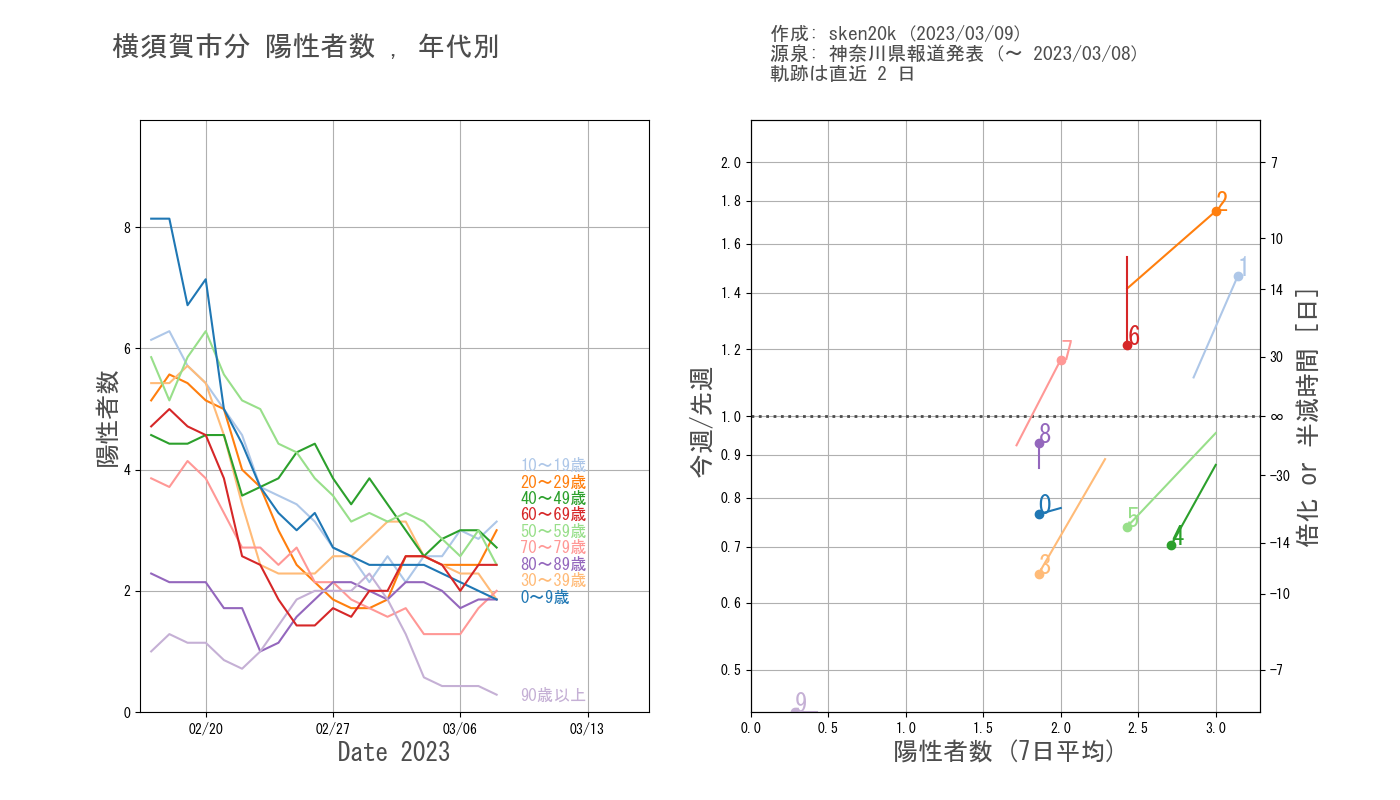 横須賀市分 陽性者数 , 年代別
作成: sken20k (2023/03/09)
源泉: 神奈川県報道発表 (〜 2023/03/08)
軌跡は直近 2 日
陽性者数
8
6
4
2
0
02/20
02/27
03/06
03/13
Date 2023
10〜19歳
20〜29歳
40〜49歳
60〜69歳
50〜59歳
70〜79歳
80〜89歳
30〜39歳
0〜9歳
90歳以上
今週/先週
2.0
1.8
1.6
1.4
1.2
1.0
0.9
0.8
0.7
0.6
0.5
0.0
0.5
1.0
1.5
2.0
2.5
3.0
陽性者数 (7日平均)
2
1
6
7
8
0
5
4
3
9
7
10
14
30
∞
−30
−14
−10
−7
倍化 or 半減時間 [日]